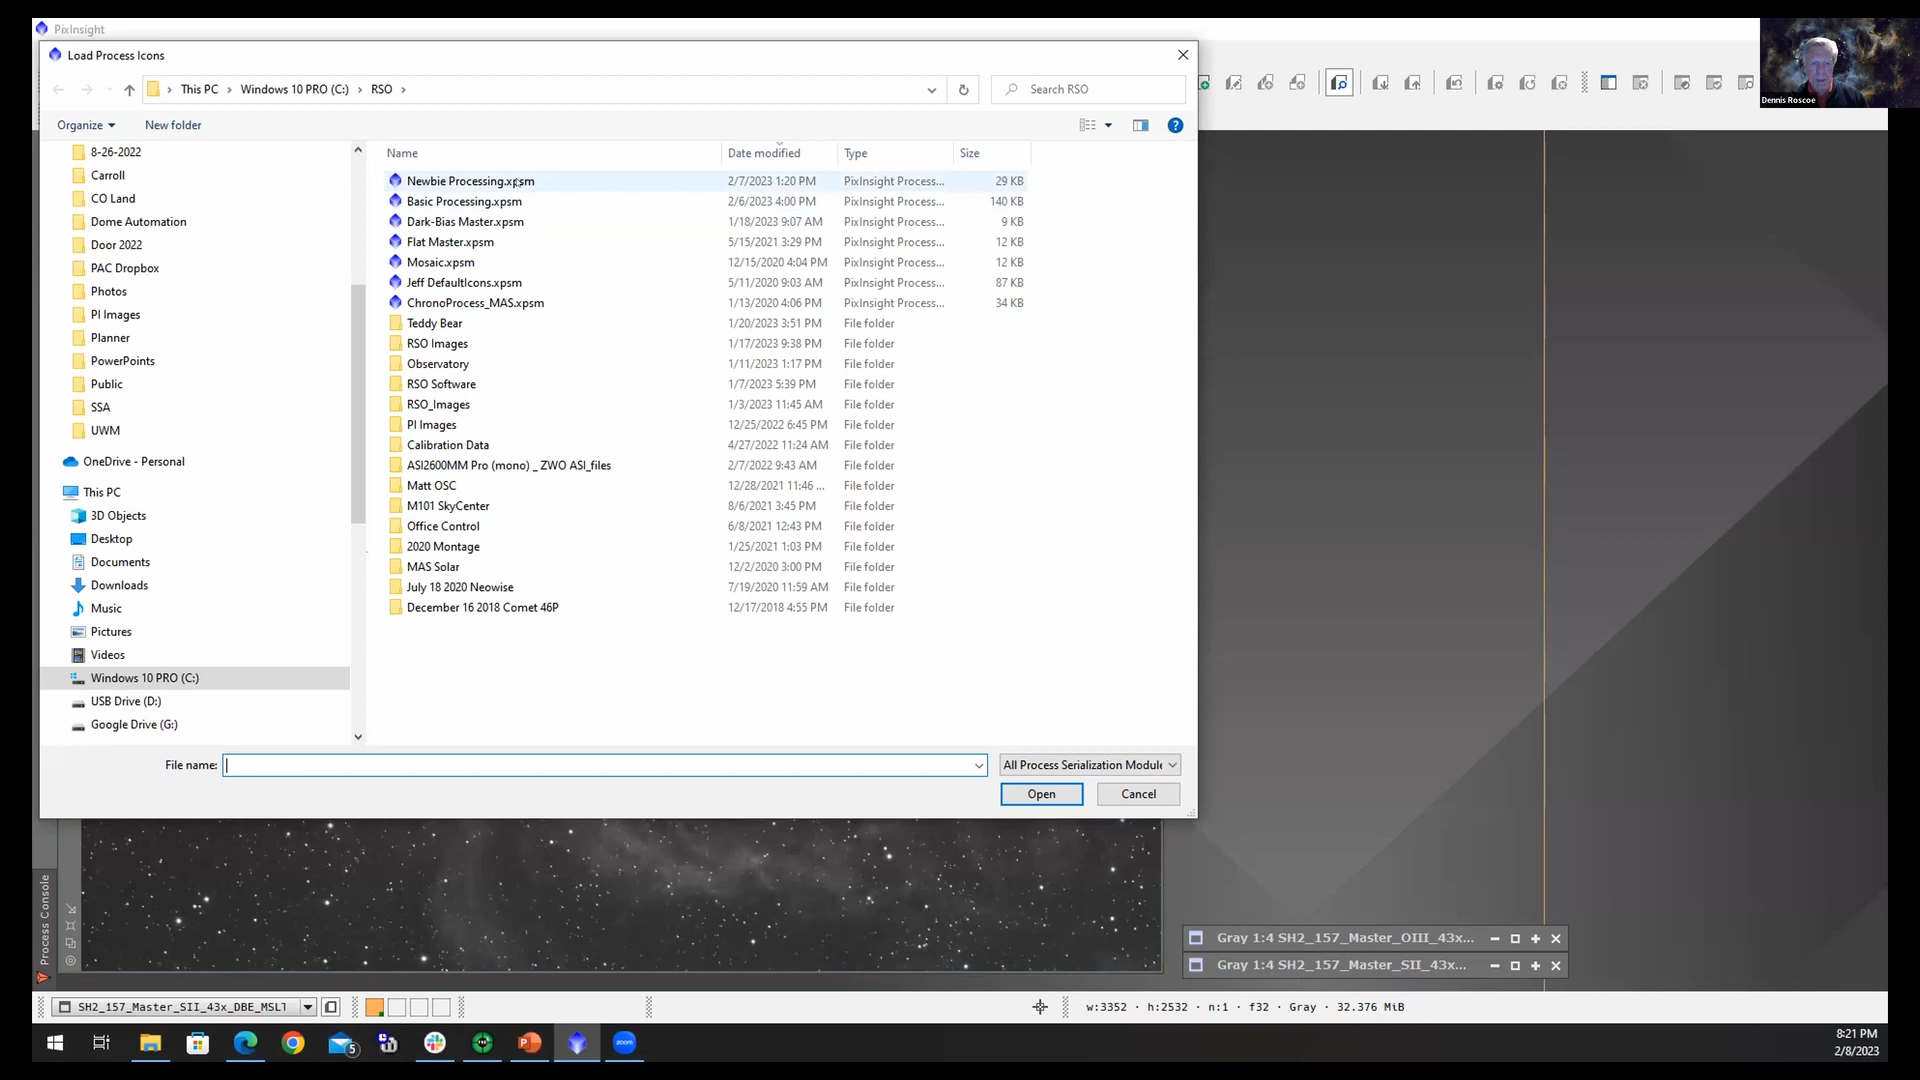 PixInsight
Load Process Icons
This PC > Windows 10 PRO (C:) > RSO >
Search RSO
Organize
New folder
8-26-2022
Carroll
CO Land
Dome Automation
Door 2022
PAC Dropbox
Photos
PI Images
Planner
PowerPoints
Public
SSA
UWM
OneDrive - Personal
This PC
3D Objects
Desktop
Documents
Downloads
Music
Pictures
Videos
Windows 10 PRO (C:)
USB Drive (D:)
Google Drive (G:)
Name Date modified Type Size
Newbie Processing.xpsm 2/7/2023 1:20 PM PixInsight Process... 29 KB
Basic Processing.xpsm 2/6/2023 4:00 PM PixInsight Process... 140 KB
Dark-Bias Master.xpsm 1/18/2023 9:07 AM PixInsight Process... 9 KB
Flat Master.xpsm 5/15/2021 3:29 PM PixInsight Process... 12 KB
Mosaic.xpsm 12/15/2020 4:04 PM PixInsight Process... 12 KB
Jeff DefaultIcons.xpsm 5/11/2020 9:03 AM PixInsight Process... 87 KB
ChronoProcess_MAS.xpsm 1/13/2020 4:06 PM PixInsight Process... 34 KB
Teddy Bear 1/20/2023 3:51 PM File folder
RSO Images 1/17/2023 9:38 PM File folder
Observatory 1/11/2023 1:17 PM File folder
RSO Software 1/7/2023 5:39 PM File folder
RSO_Images 1/3/2023 11:45 AM File folder
PI Images 12/25/2022 6:45 PM File folder
Calibration Data 4/27/2022 11:24 AM File folder
ASI2600MM Pro (mono) _ ZWO ASI_files 2/7/2022 9:43 AM File folder
Matt OSC 12/28/2021 11:46 ... File folder
M101 SkyCenter 8/6/2021 3:45 PM File folder
Office Control 6/8/2021 12:43 PM File folder
2020 Montage 1/25/2021 1:03 PM File folder
MAS Solar 12/2/2020 3:00 PM File folder
July 18 2020 Neowise 7/19/2020 11:59 AM File folder
December 16 2018 Comet 46P 12/17/2018 4:55 PM File folder
File name:
All Process Serialization Module
Open
Cancel
Dennis Roscoe
Process Console
Gray 1:4 SH2_157_Master_OIII_43x...
Gray 1:4 SH2_157_Master_SII_43x...
SH2_157_Master_SII_43x_DBE_MSLT
w:3352 · h:2532 · n:1 · f32 · Gray · 32.376 MiB
5
zoom
8:21 PM
2/8/2023